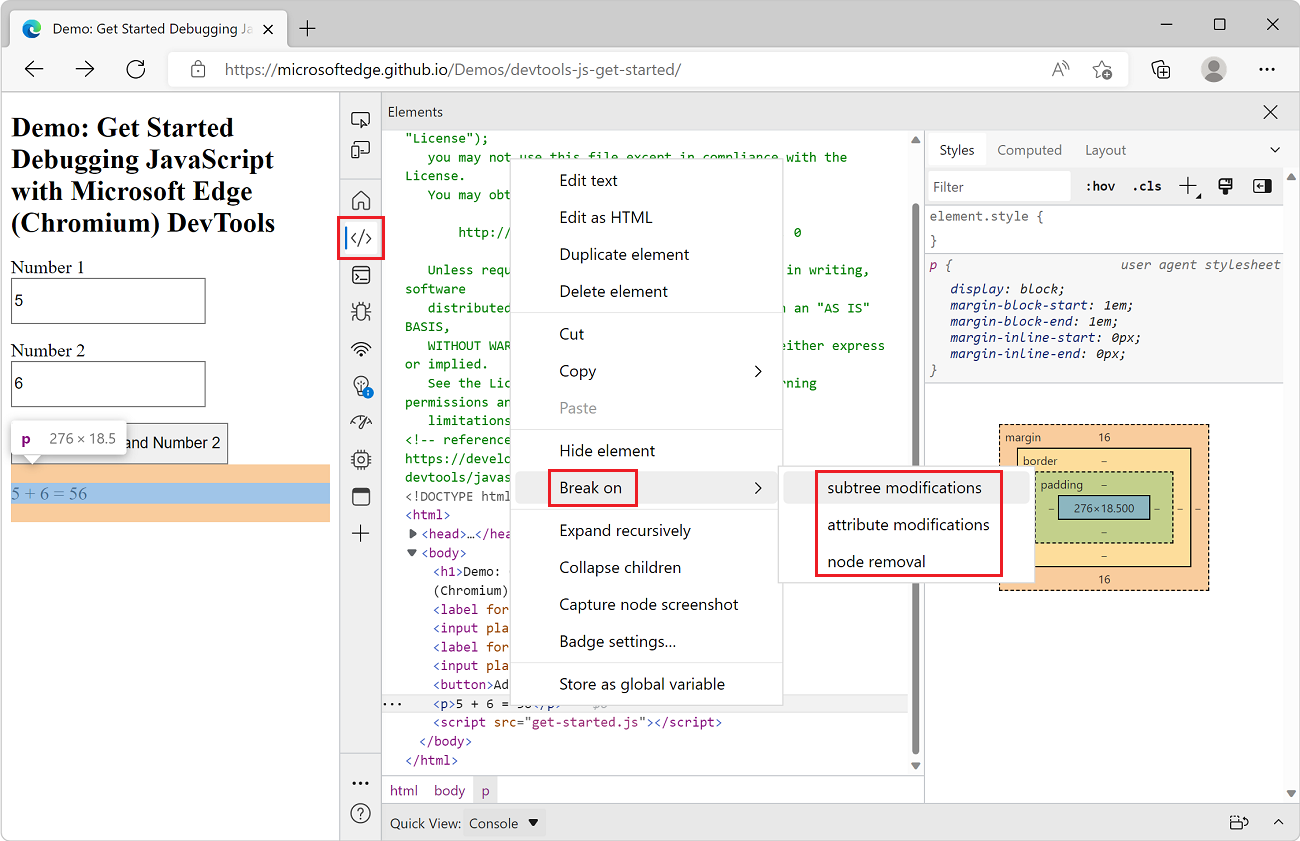 Demo: Get Started Debugging Ja
https://microsoftedge.github.io/Demos/devtools-js-get-started/
Demo: Get Started
Debugging JavaScript
with Microsoft Edge
(Chromium) DevTools
Number 1
5
Number 2
6
p 276 × 18.5
and Number 2
5 + 6 = 56
Elements
"License");
you may not use this file except in compliance with the
License.
You may obt
http:// 0
Unless requ in writing,
software
distributed n an "AS IS"
BASIS,
WITHOUT WAR either express
or implied.
See the Lic rning
permissions an
limitations
<!-- reference
https://develo
devtools/javas
<!DOCTYPE html
<html>
<head>…</hea
<body>
<h1>Demo:
(Chromium)
<label for
<input pla
<label for
<input pla
<button>Ad
<p>5 + 6 = 56</p>
<script src="get-started.js"></script>
</body>
</html>
html body p
Edit text
Edit as HTML
Duplicate element
Delete element
Cut
Copy
Paste
Hide element
Break on
Expand recursively
Collapse children
Capture node screenshot
Badge settings...
Store as global variable
subtree modifications
attribute modifications
node removal
Styles Computed Layout
Filter :hov .cls
element.style {
}
p { user agent stylesheet
display: block;
margin-block-start: 1em;
margin-block-end: 1em;
margin-inline-start: 0px;
margin-inline-end: 0px;
}
margin 16
border –
padding –
– – 276×18.500 – – –
–
–
16
Quick View: Console